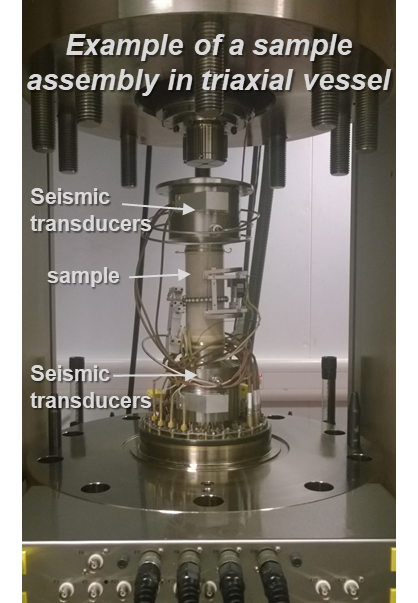 Example of a sample
assembly in triaxial vessel
Seismic
transducers
sample
Seismic
transducers